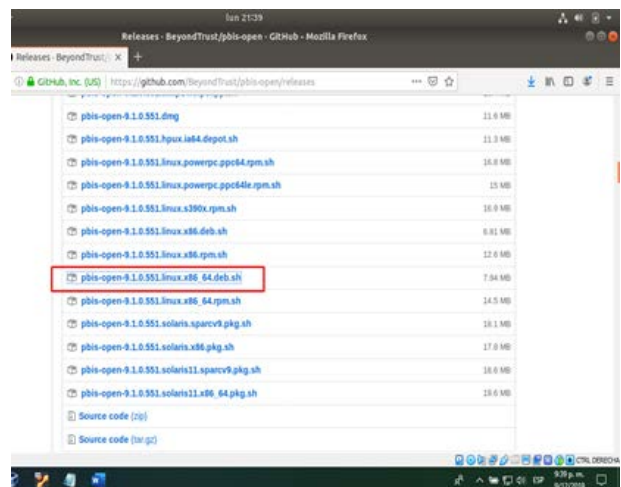 lun 21:39
Releases · BeyondTrust/pbis-open · GitHub - Mozilla Firefox
Releases · BeyondTrust/
GitHub, Inc. (US) https://github.com/BeyondTrust/pbis-open/releases
pbis-open-9.1.0.551.dmg 11.6 MB
pbis-open-9.1.0.551.hpux.ia64.depot.sh 11.3 MB
pbis-open-9.1.0.551.linux.powerpc.ppc64.rpm.sh 16.8 MB
pbis-open-9.1.0.551.linux.powerpc.ppc64le.rpm.sh 15 MB
pbis-open-9.1.0.551.linux.s390x.rpm.sh 16.9 MB
pbis-open-9.1.0.551.linux.x86.deb.sh 6.81 MB
pbis-open-9.1.0.551.linux.x86.rpm.sh 12.6 MB
pbis-open-9.1.0.551.linux.x86_64.deb.sh 7.94 MB
pbis-open-9.1.0.551.linux.x86_64.rpm.sh 14.5 MB
pbis-open-9.1.0.551.solaris.sparcv9.pkg.sh 18.1 MB
pbis-open-9.1.0.551.solaris.x86.pkg.sh 17.8 MB
pbis-open-9.1.0.551.solaris11.sparcv9.pkg.sh 18.6 MB
pbis-open-9.1.0.551.solaris11.x86_64.pkg.sh 19.6 MB
Source code (zip)
Source code (tar.gz)
CTRL DERECHA
ESP 9:39 p. m.